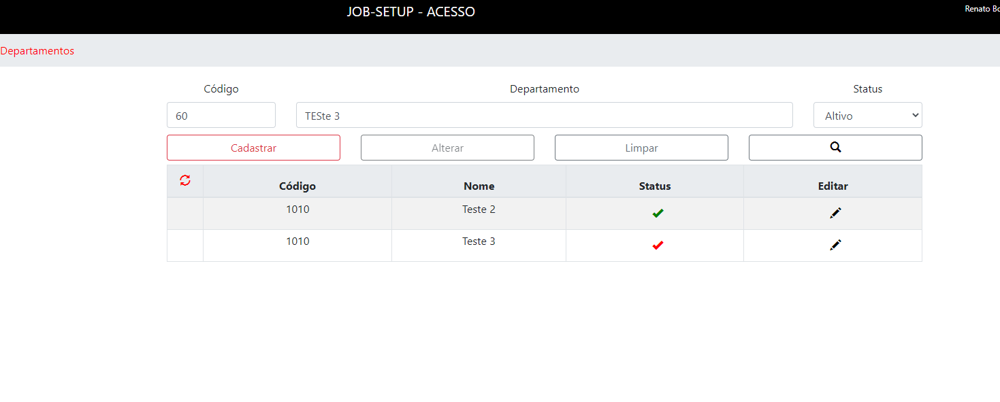 JOB-SETUP - ACESSO
Renato Bo
Departamentos
Código Departamento Status
60 TESte 3 Altivo
Cadastrar Alterar Limpar
Código Nome Status Editar
1010 Teste 2
1010 Teste 3